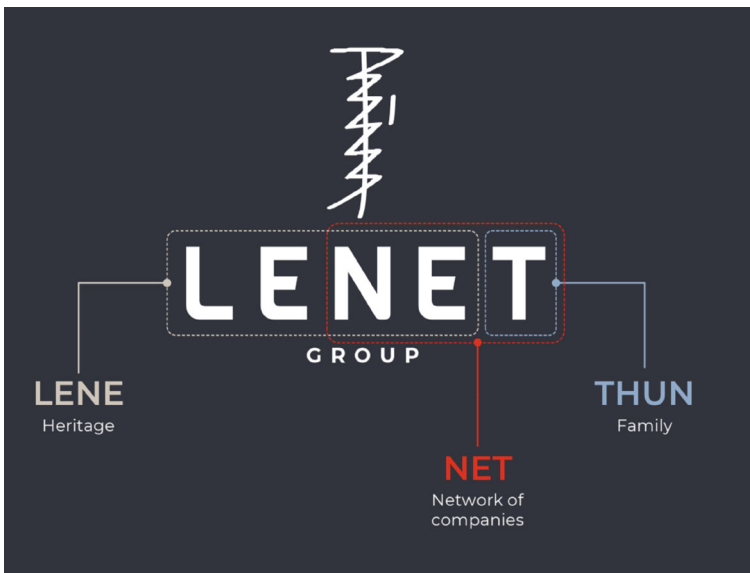 LENET
GROUP
LENE
Heritage
THUN
Family
NET
Network of
companies